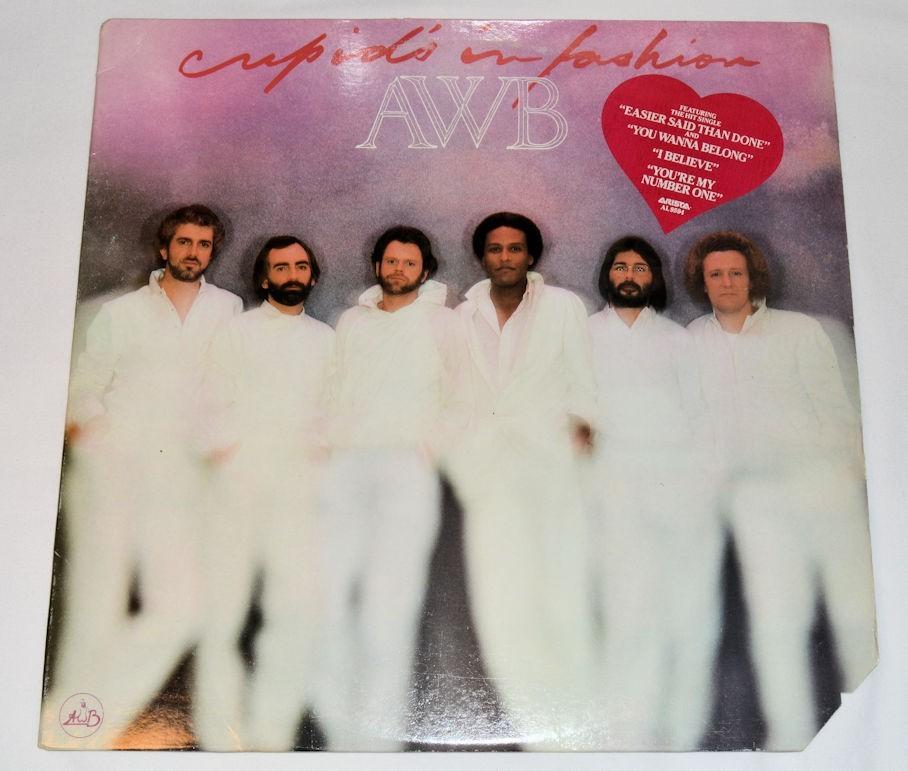 cupid's in fashion
AWB
FEATURING
THE HIT SINGLE
"EASIER SAID THAN DONE"
AND
"YOU WANNA BELONG"
"I BELIEVE"
"YOU'RE MY
NUMBER ONE"
ARISTA
AL 9594
AWB